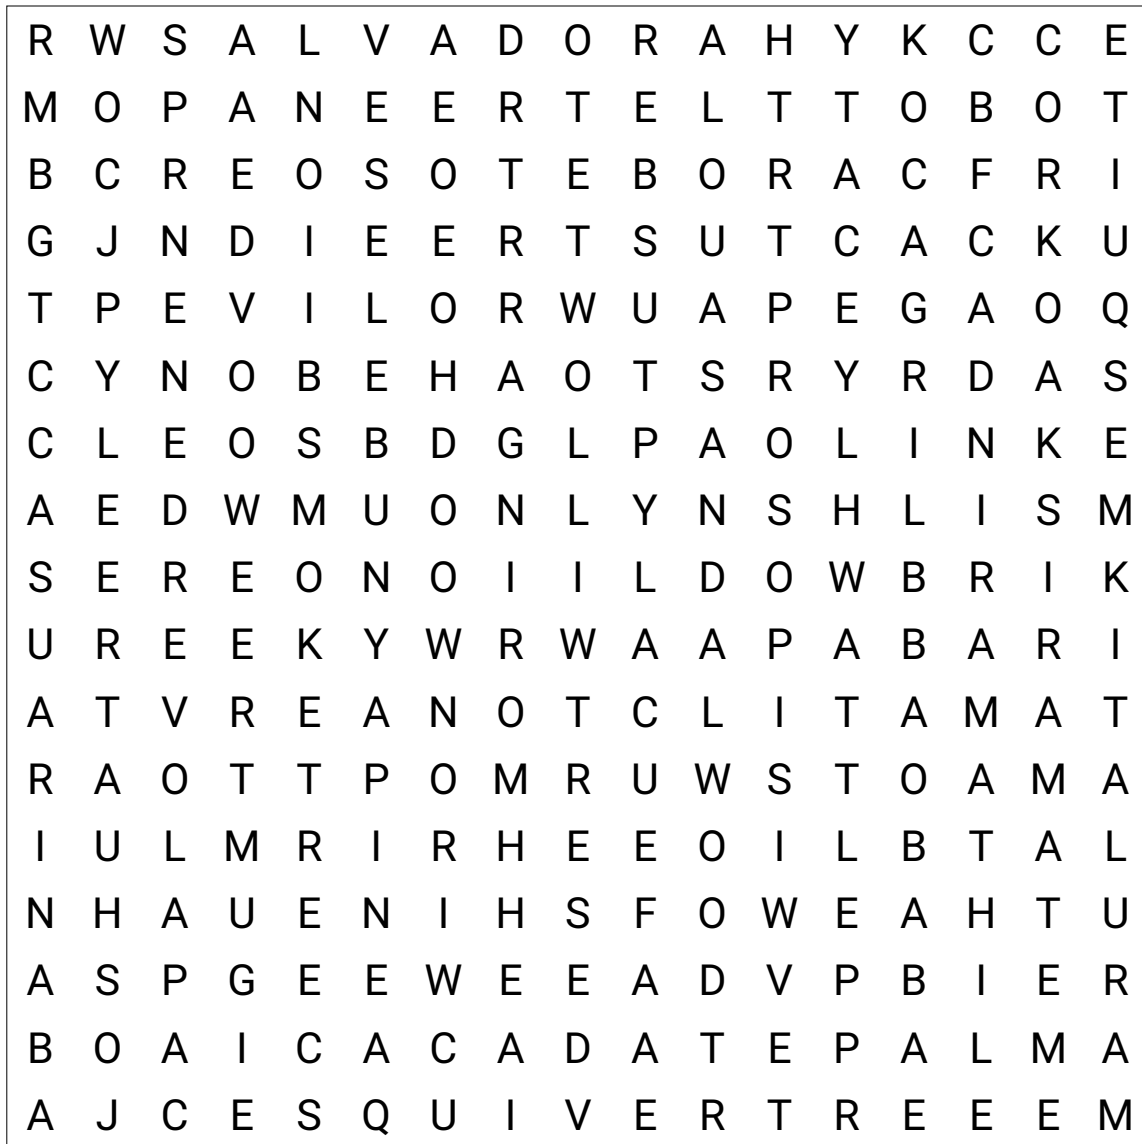 R W S A L V A D O R A H Y K C C E
M O P A N E E R T E L T T O B O T
B C R E O S O T E B O R A C F R I
G J N D I E E R T S U T C A C K U
T P E V I L O R W U A P E G A O Q
C Y N O B E H A O T S R Y R D A S
C L E O S B D G L P A O L I N K E
A E D W M U O N L Y N S H L I S M
S E R E O N O I I L D O W B R I K
U R E E K Y W R W A A P A B A R I
A T V R E A N O T C L I T A M A T
R A O T T P O M R U W S T O A M A
I U L M R I R H E E O I L B T A L
N H A U E N I H S F O W E A H T U
A S P G E E W E E A D V P B I E R
B O A I C A C A D A T E P A L M A
A J C E S Q U I V E R T R E E E M